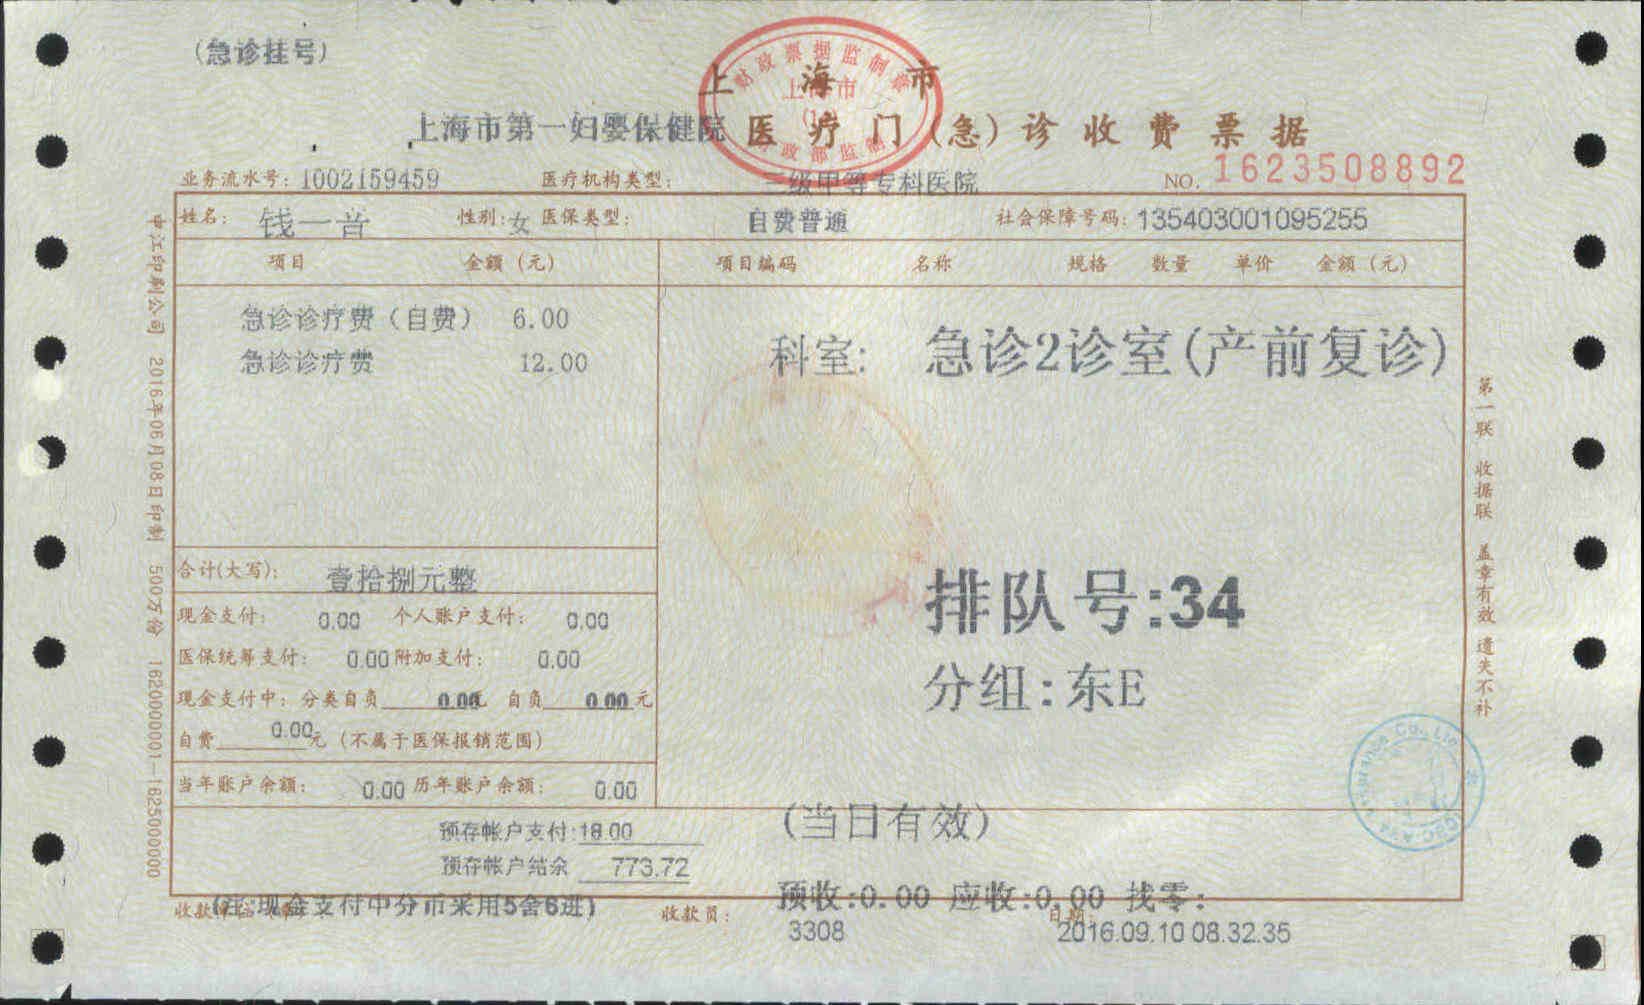 (急诊挂号)
上海市
上海市第一妇婴保健院 医疗门(急)诊收费票据
业务流水号: 1002159459 医疗机构类型: 三级甲等专科医院 NO. 1623508892
姓名: 钱一音 性别: 女 医保类型: 自费普通 社会保障号码: 135403001095255
项目 金额(元) 项目编码 名称 规格 数量 单价 金额(元)
急诊诊疗费(自费) 6.00
急诊诊疗费 12.00
科室: 急诊2诊室(产前复诊)
排队号:34
分组:东E
合计(大写): 壹拾捌元整
现金支付: 0.00 个人账户支付: 0.00
医保统筹支付: 0.00 附加支付: 0.00
现金支付中: 分类自负 0.00 元 自负 0.00 元
自费 0.00 元 (不属于医保报销范围)
当年账户余额: 0.00 历年账户余额: 0.00
预存帐户支付:18.00
(当日有效)
预存帐户结余 773.72
预收:0.00 应收:0.00 找零:
(注:现金支付中分币采用5舍6进)
收款员: 3308 日期: 2016.09.10 08.32.35
中江印刷公司 2016年06月08日印制 500万份 1620000001—1625000000
第一联 收据联 盖章有效 遗失不补
财政票据监制章
上海市
财政部监制